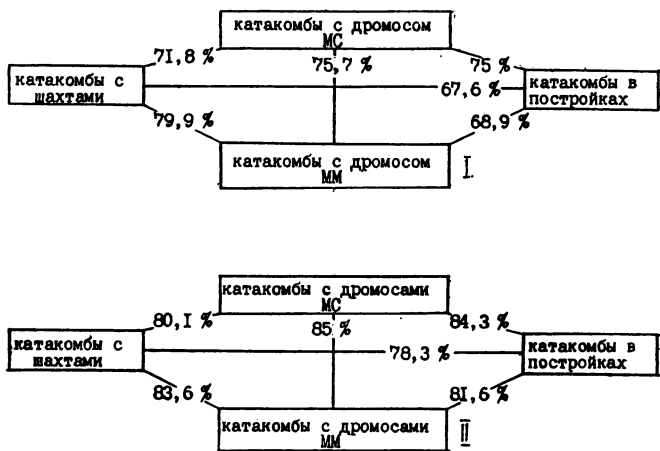 катакомбы с дромосом
МС
71,8 %
75,7 %
75 %
катакомбы с
шахтами
67,6 %
катакомбы в
постройках
79,9 %
68,9 %
катакомбы с дромосом
ММ
I
катакомбы с дромосами
МС
80,1 %
85 %
84,3 %
катакомбы с
шахтами
78,3 %
катакомбы в
постройках
83,6 %
81,6 %
катакомбы с дромосами
ММ
II